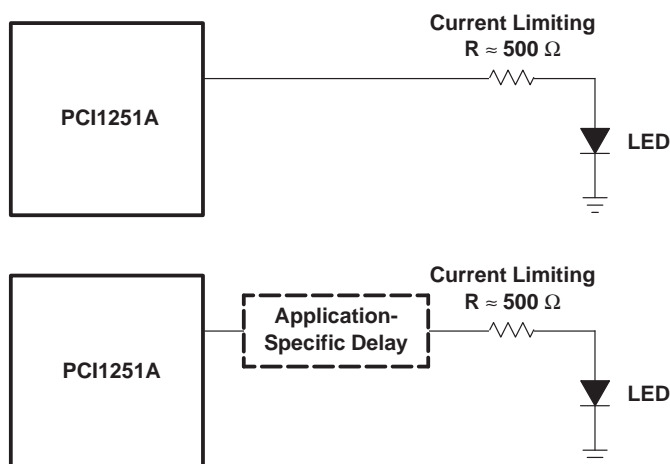 Current Limiting
R ≈ 500 Ω
PCI1251A
LED
Current Limiting
R ≈ 500 Ω
Application-
Specific Delay
PCI1251A
LED